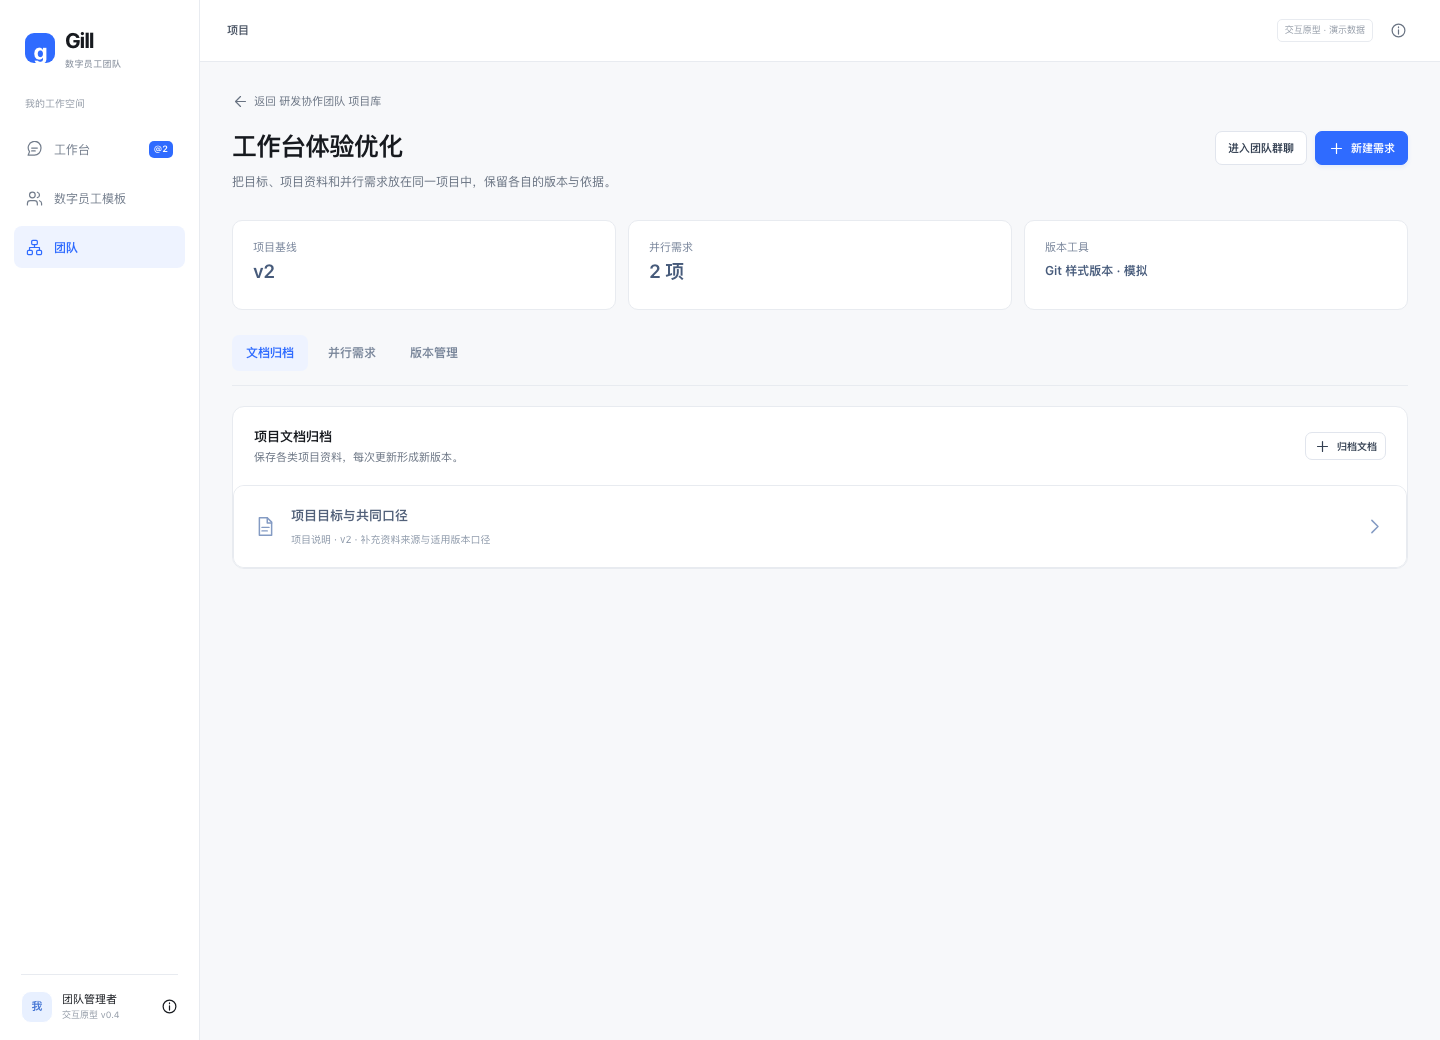 g
Gill
数字员工团队
我的工作空间
工作台
@2
数字员工模板
团队
我
团队管理者
交互原型 v0.4
项目
交互原型 · 演示数据
返回 研发协作团队 项目库
工作台体验优化
把目标、项目资料和并行需求放在同一项目中，保留各自的版本与依据。
进入团队群聊
新建需求
项目基线
v2
并行需求
2 项
版本工具
Git 样式版本 · 模拟
文档归档
并行需求
版本管理
项目文档归档
保存各类项目资料，每次更新形成新版本。
归档文档
项目目标与共同口径
项目说明 · v2 · 补充资料来源与适用版本口径